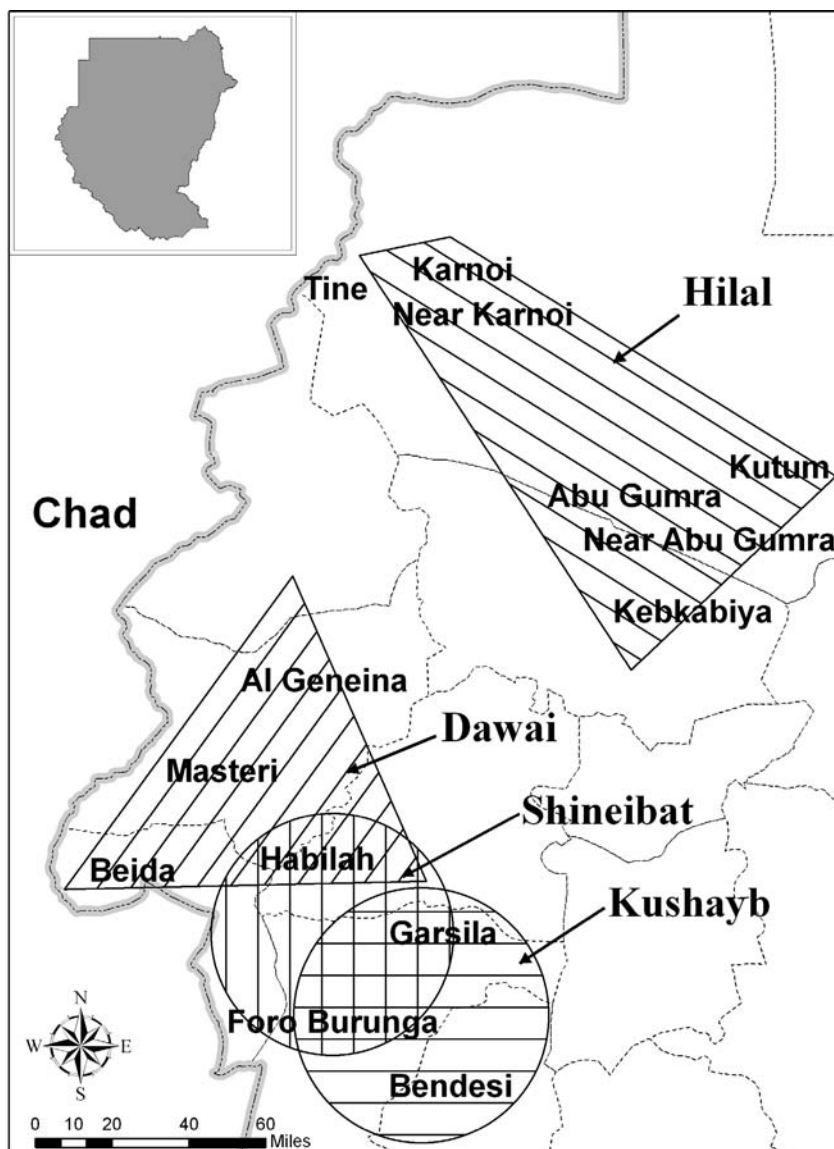 Karnoi
Tine
Near Karnoi
Hilal
Kutum
Abu Gumra
Near Abu Gumra
Chad
Kebkabiya
Al Geneina
Dawai
Masteri
Shineibat
Habilah
Beida
Kushayb
Garsila
Foro Burunga
Bendesi
N
W E
S
0 10 20 40 60
Miles